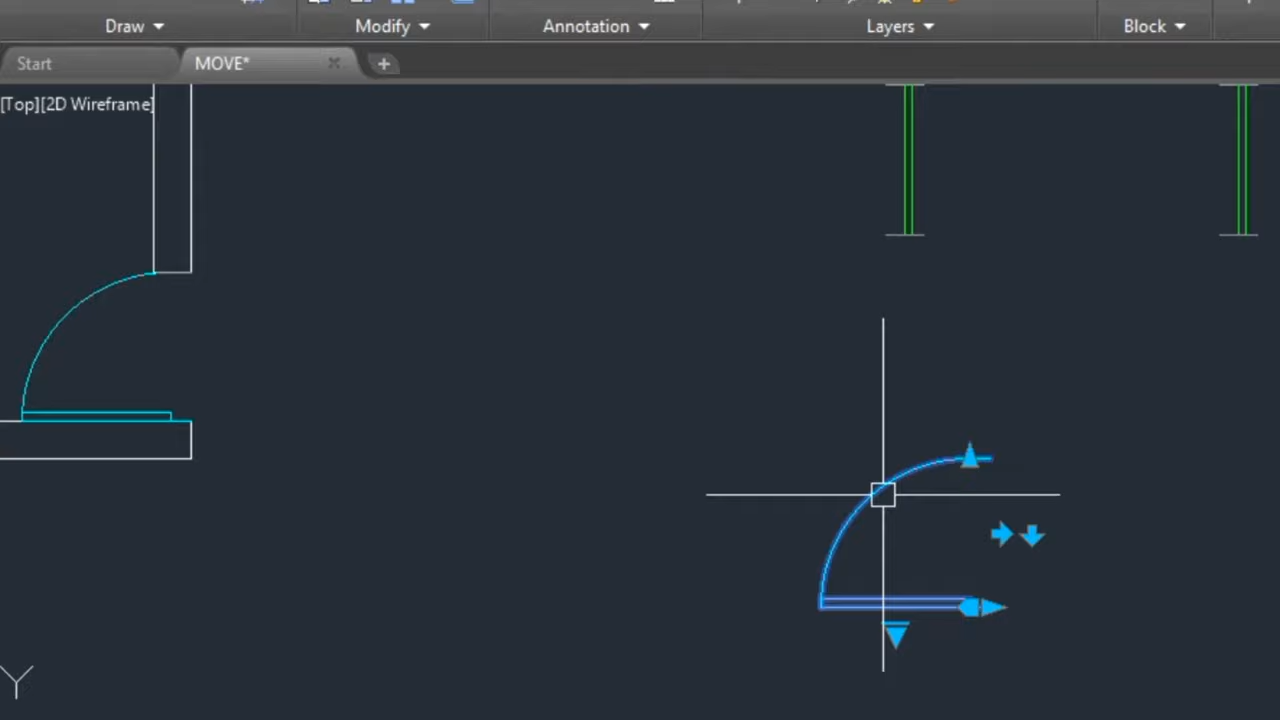 Draw Modify Annotation Layers Block
Start MOVE*
[Top][2D Wireframe]
Y